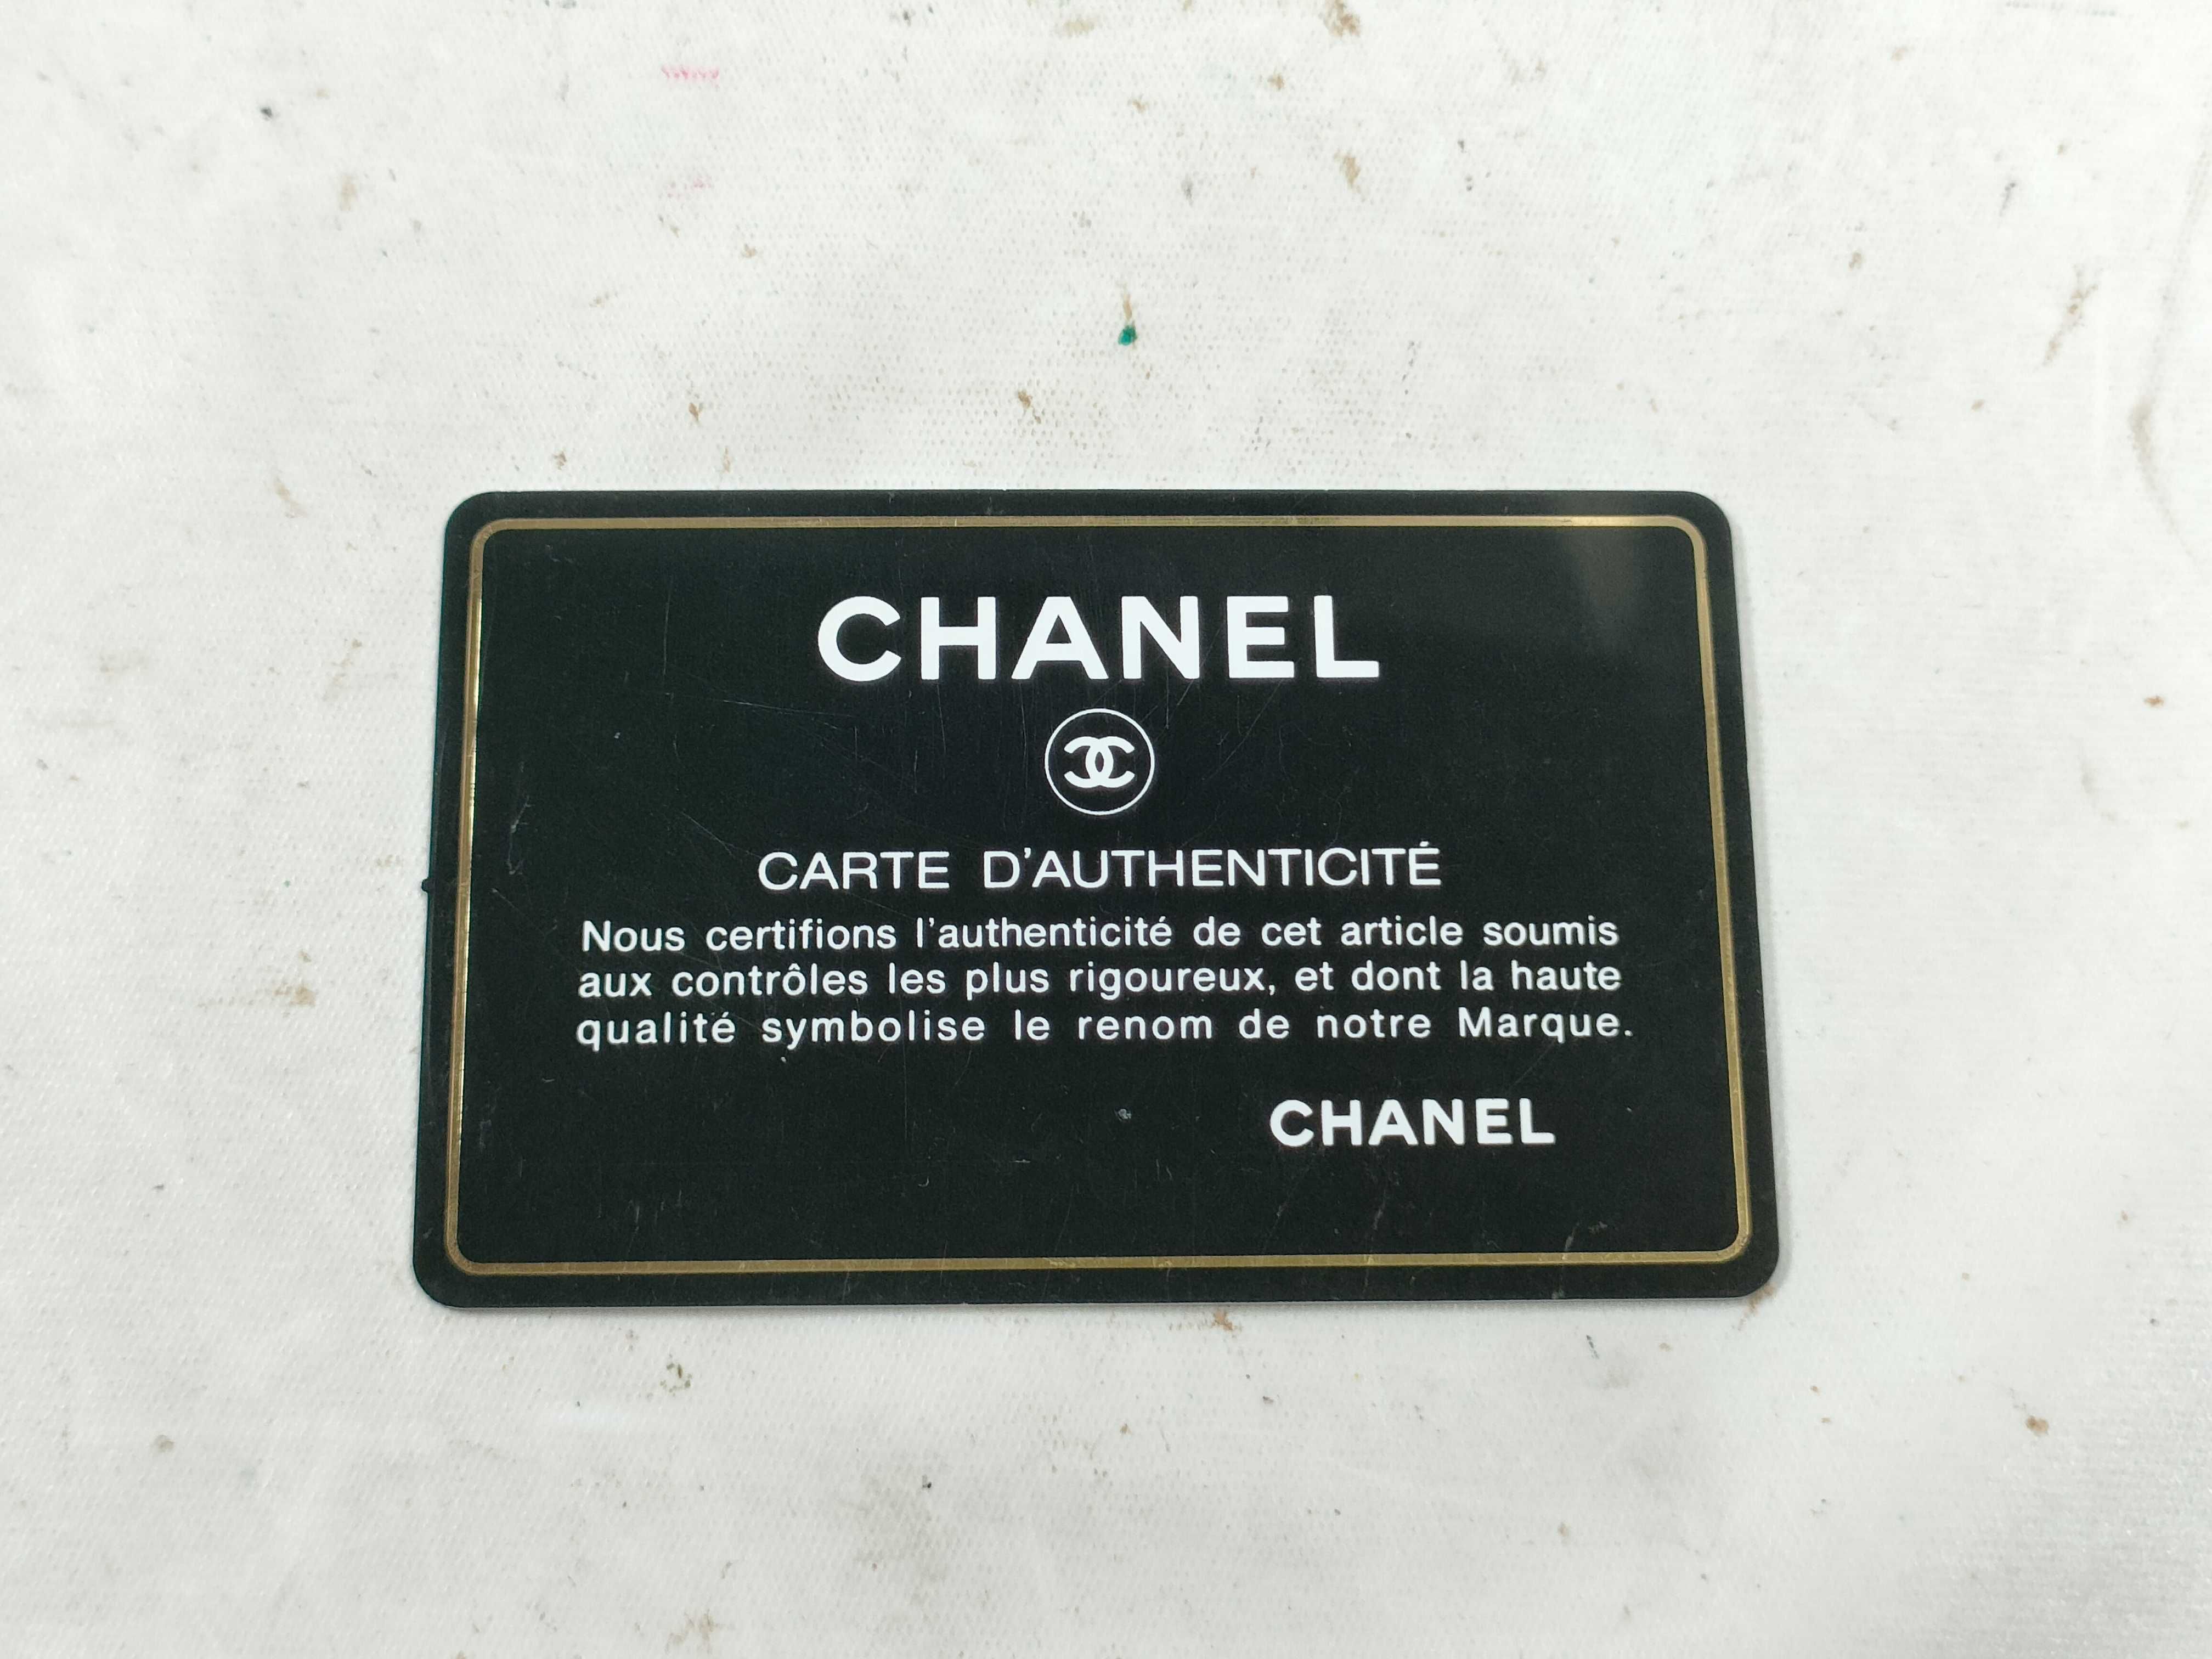 CHANEL
CARTE D'AUTHENTICITÉ
Nous certifions l'authenticité de cet article soumis
aux contrôles les plus rigoureux, et dont la haute
qualité symbolise le renom de notre Marque.
CHANEL